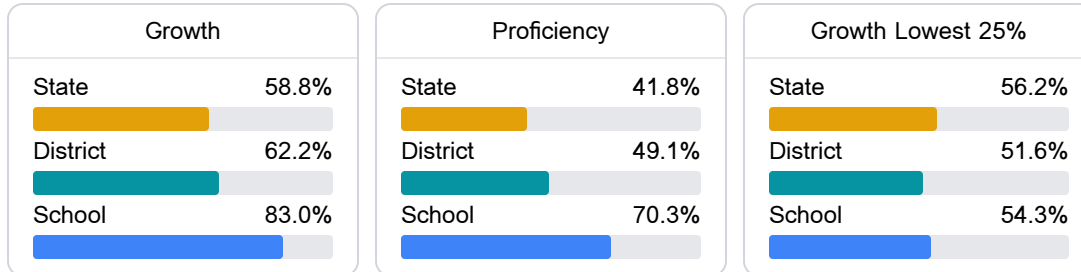 Growth
State 58.8%
District 62.2%
School 83.0%
Proficiency
State 41.8%
District 49.1%
School 70.3%
Growth Lowest 25%
State 56.2%
District 51.6%
School 54.3%